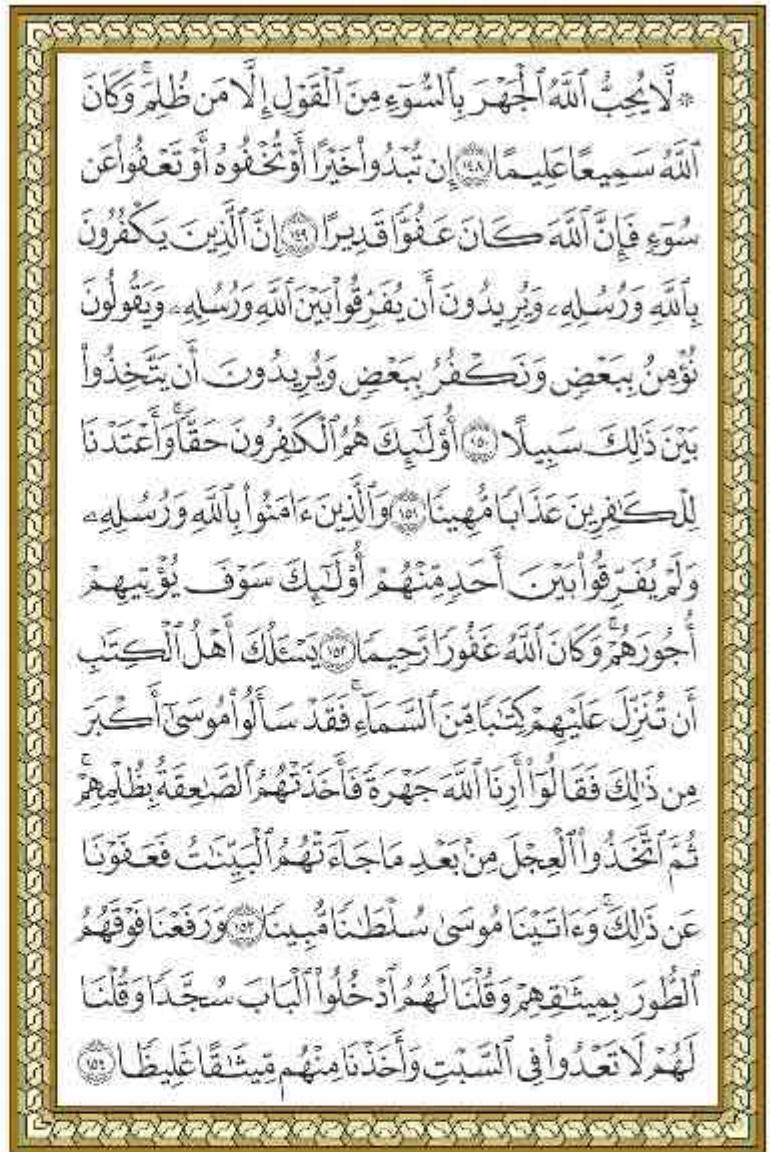 ۞ لَّا يُحِبُّ ٱللَّهُ ٱلْجَهْرَ بِٱلسُّوٓءِ مِنَ ٱلْقَوْلِ إِلَّا مَن ظُلِمَ ۚ وَكَانَ
ٱللَّهُ سَمِيعًا عَلِيمًا ١٤٨ إِن تُبْدُوا۟ خَيْرًا أَوْ تُخْفُوهُ أَوْ تَعْفُوا۟ عَن
سُوٓءٍ فَإِنَّ ٱللَّهَ كَانَ عَفُوًّا قَدِيرًا ١٤٩ إِنَّ ٱلَّذِينَ يَكْفُرُونَ
بِٱللَّهِ وَرُسُلِهِۦ وَيُرِيدُونَ أَن يُفَرِّقُوا۟ بَيْنَ ٱللَّهِ وَرُسُلِهِۦ وَيَقُولُونَ
نُؤْمِنُ بِبَعْضٍ وَنَكْفُرُ بِبَعْضٍ وَيُرِيدُونَ أَن يَتَّخِذُوا۟
بَيْنَ ذَٰلِكَ سَبِيلًا ١٥٠ أُو۟لَـٰٓئِكَ هُمُ ٱلْكَـٰفِرُونَ حَقًّا ۚ وَأَعْتَدْنَا
لِلْكَـٰفِرِينَ عَذَابًا مُّهِينًا ١٥١ وَٱلَّذِينَ ءَامَنُوا۟ بِٱللَّهِ وَرُسُلِهِۦ
وَلَمْ يُفَرِّقُوا۟ بَيْنَ أَحَدٍ مِّنْهُمْ أُو۟لَـٰٓئِكَ سَوْفَ يُؤْتِيهِمْ
أُجُورَهُمْ ۗ وَكَانَ ٱللَّهُ غَفُورًا رَّحِيمًا ١٥٢ يَسْـَٔلُكَ أَهْلُ ٱلْكِتَـٰبِ
أَن تُنَزِّلَ عَلَيْهِمْ كِتَـٰبًا مِّنَ ٱلسَّمَآءِ ۚ فَقَدْ سَأَلُوا۟ مُوسَىٰٓ أَكْبَرَ
مِن ذَٰلِكَ فَقَالُوٓا۟ أَرِنَا ٱللَّهَ جَهْرَةً فَأَخَذَتْهُمُ ٱلصَّـٰعِقَةُ بِظُلْمِهِمْ ۚ
ثُمَّ ٱتَّخَذُوا۟ ٱلْعِجْلَ مِنۢ بَعْدِ مَا جَآءَتْهُمُ ٱلْبَيِّنَـٰتُ فَعَفَوْنَا
عَن ذَٰلِكَ ۚ وَءَاتَيْنَا مُوسَىٰ سُلْطَـٰنًا مُّبِينًا ١٥٣ وَرَفَعْنَا فَوْقَهُمُ
ٱلطُّورَ بِمِيثَـٰقِهِمْ وَقُلْنَا لَهُمُ ٱدْخُلُوا۟ ٱلْبَابَ سُجَّدًا وَقُلْنَا
لَهُمْ لَا تَعْدُوا۟ فِى ٱلسَّبْتِ وَأَخَذْنَا مِنْهُم مِّيثَـٰقًا غَلِيظًا ١٥٤